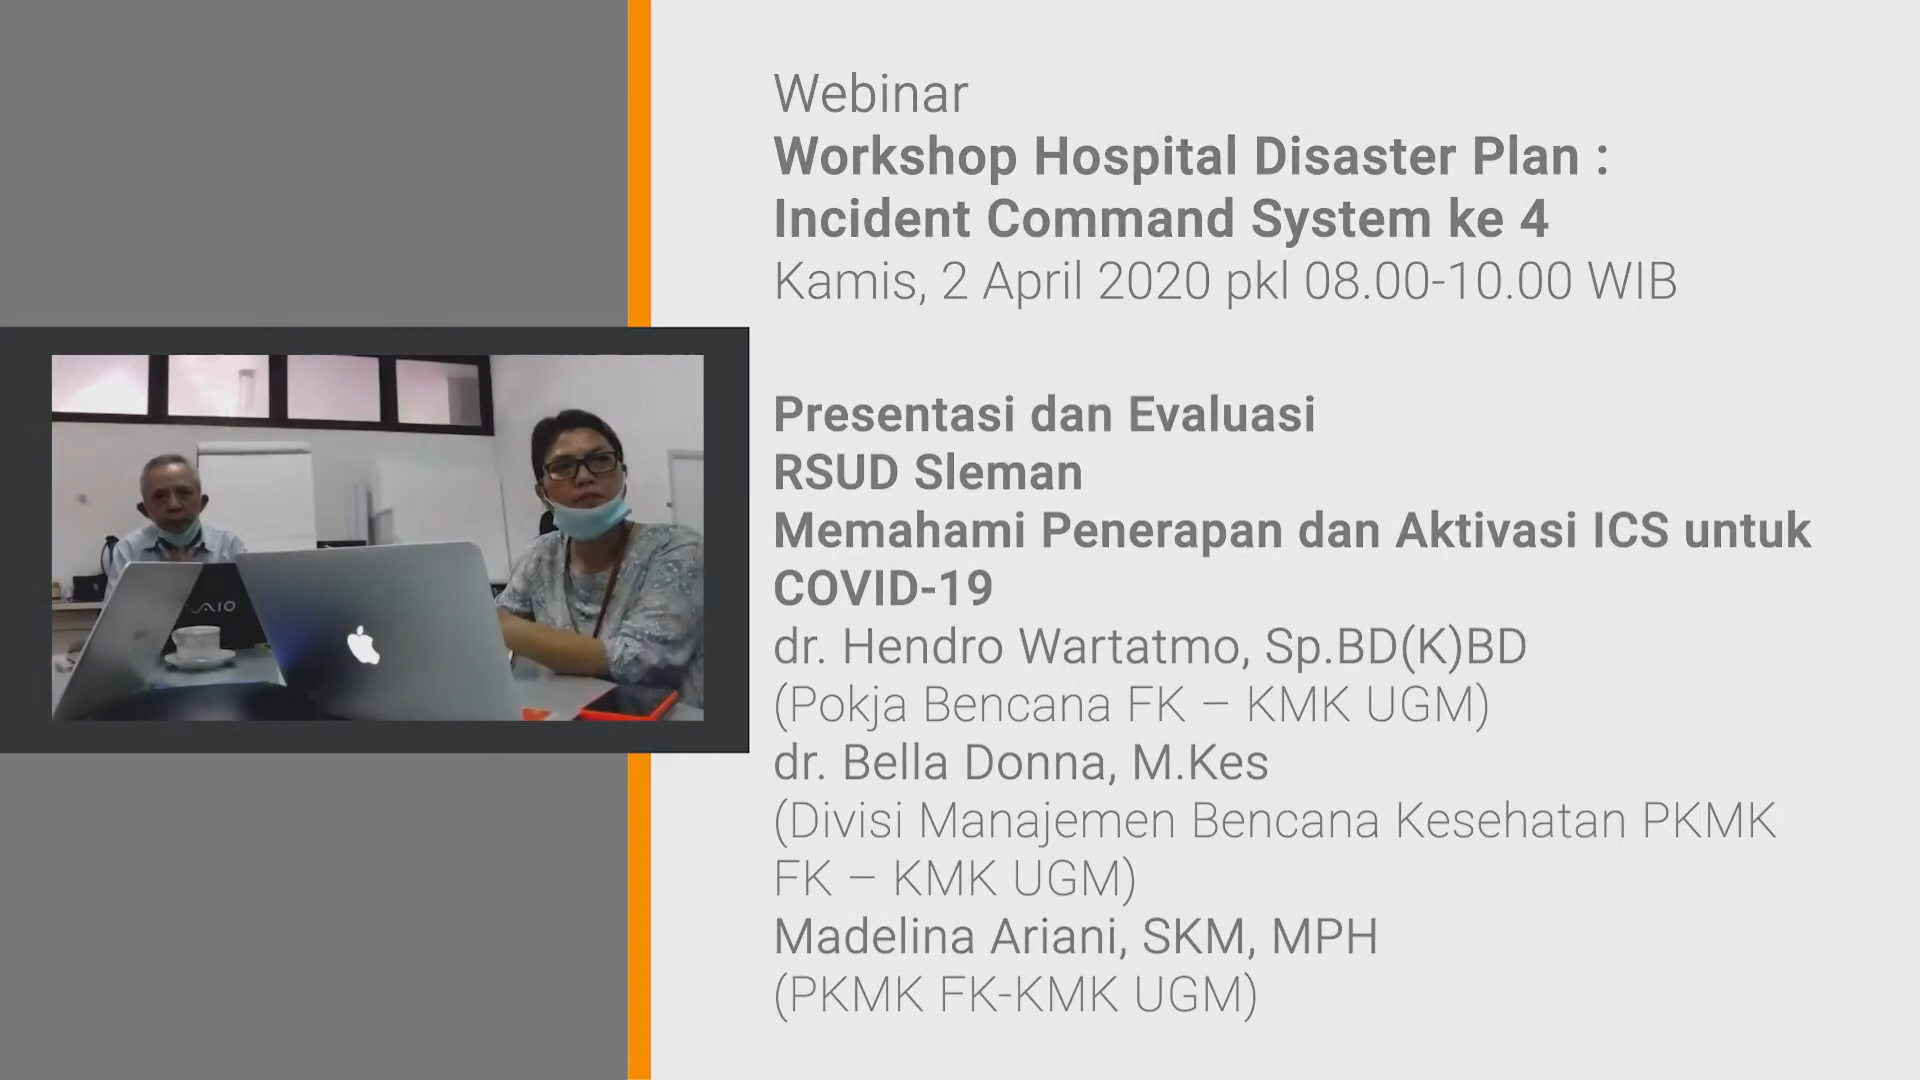 Webinar
Workshop Hospital Disaster Plan :
Incident Command System ke 4
Kamis, 2 April 2020 pkl 08.00-10.00 WIB
Presentasi dan Evaluasi
RSUD Sleman
Memahami Penerapan dan Aktivasi ICS untuk
COVID-19
dr. Hendro Wartatmo, Sp.BD(K)BD
(Pokja Bencana FK – KMK UGM)
dr. Bella Donna, M.Kes
(Divisi Manajemen Bencana Kesehatan PKMK
FK – KMK UGM)
Madelina Ariani, SKM, MPH
(PKMK FK-KMK UGM)
VAIO